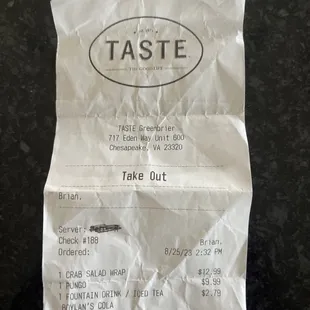 TASTE
TASTE Greenbrier
717 Eden Way Unit 600
Chesapeake, VA 23320
Take Out
Brian.
Server:
Check #188 Brian.
Ordered: 8/25/23 2:32 PM
1 CRAB SALAD WRAP $12.99
1 PUNGO $9.99
1 FOUNTAIN DRINK / ICED TEA $2.79
BOYLAN'S COLA